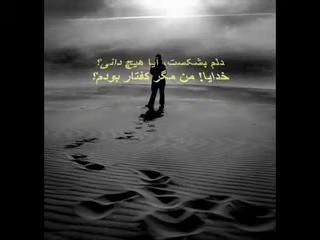 دلم بشکست، آیا هیچ دانی؟
خدایا! من مگر کفتار بودم؟